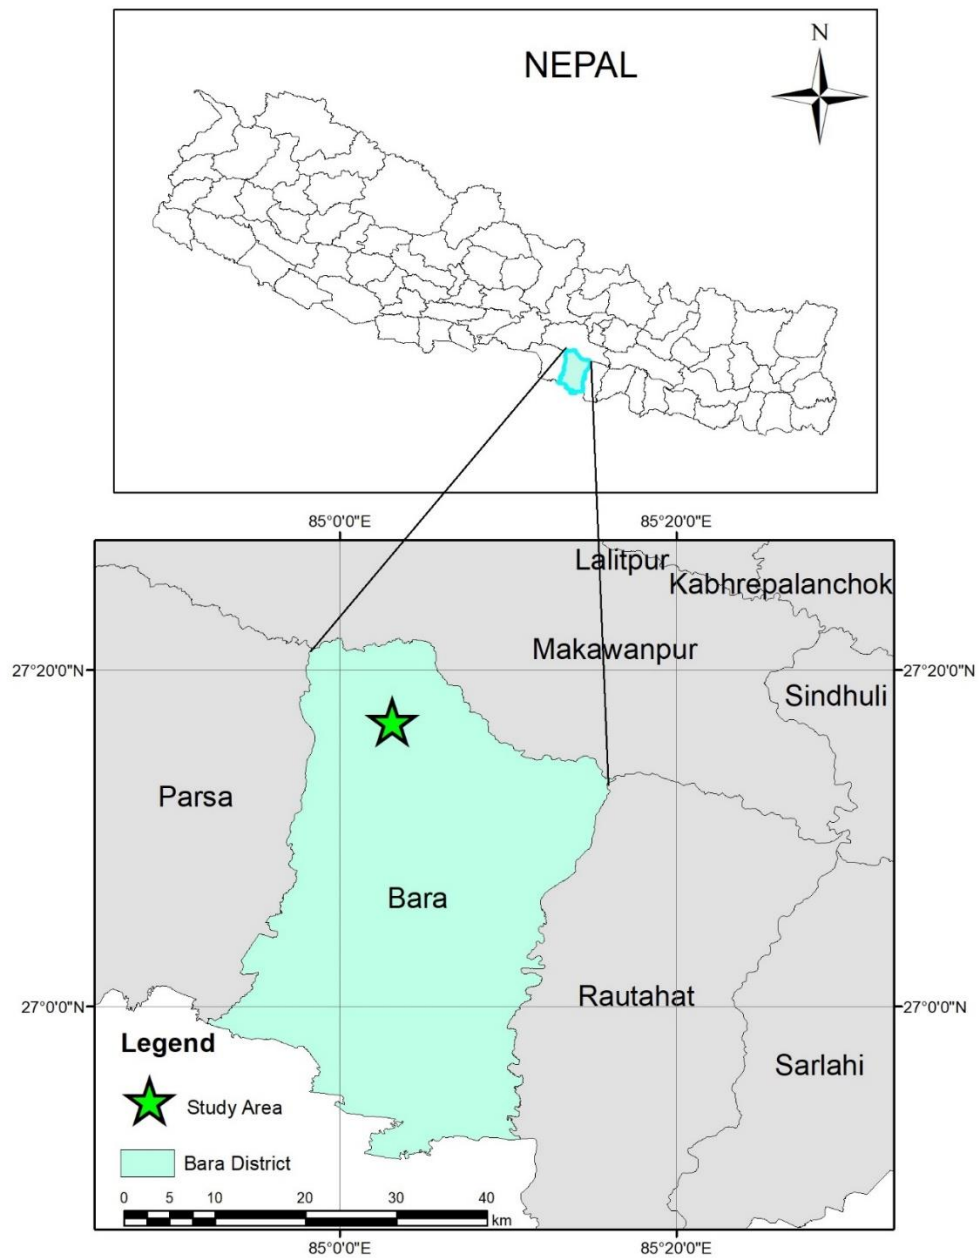 NEPAL
N
85°0'0"E 85°20'0"E
Lalitpur
Kabhrepalanchok
Makawanpur
27°20'0"N 27°20'0"N
Sindhuli
Parsa
Bara
Rautahat
27°0'0"N 27°0'0"N
Legend
Sarlahi
Study Area
Bara District
0 5 10 20 30 40
km
85°0'0"E 85°20'0"E